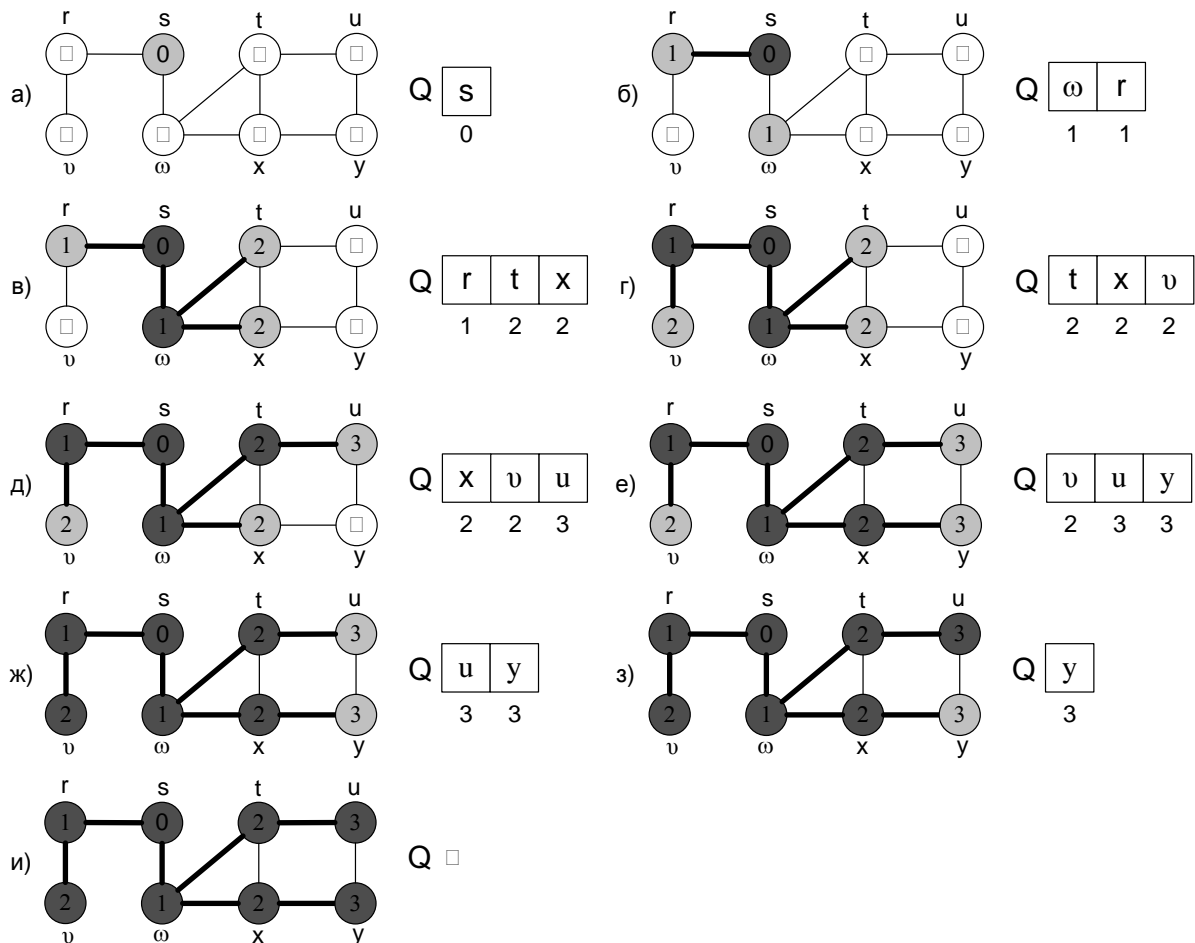 r s t u r s t u
а) □ 0 □ □ Q s б) 1 0 □ □ Q ω r
□ □ □ □ 0 □ 1 □ □ 1 1
υ ω x y υ ω x y
r s t u r s t u
в) 1 0 2 □ Q r t x г) 1 0 2 □ Q t x υ
□ 1 2 □ 1 2 2 2 1 2 □ 2 2 2
υ ω x y υ ω x y
r s t u r s t u
д) 1 0 2 3 Q x υ u е) 1 0 2 3 Q υ u y
2 1 2 □ 2 2 3 2 1 2 3 2 3 3
υ ω x y υ ω x y
r s t u r s t u
ж) 1 0 2 3 Q u y з) 1 0 2 3 Q y
2 1 2 3 3 3 2 1 2 3 3
υ ω x y υ ω x y
r s t u
и) 1 0 2 3 Q □
2 1 2 3
υ ω x y